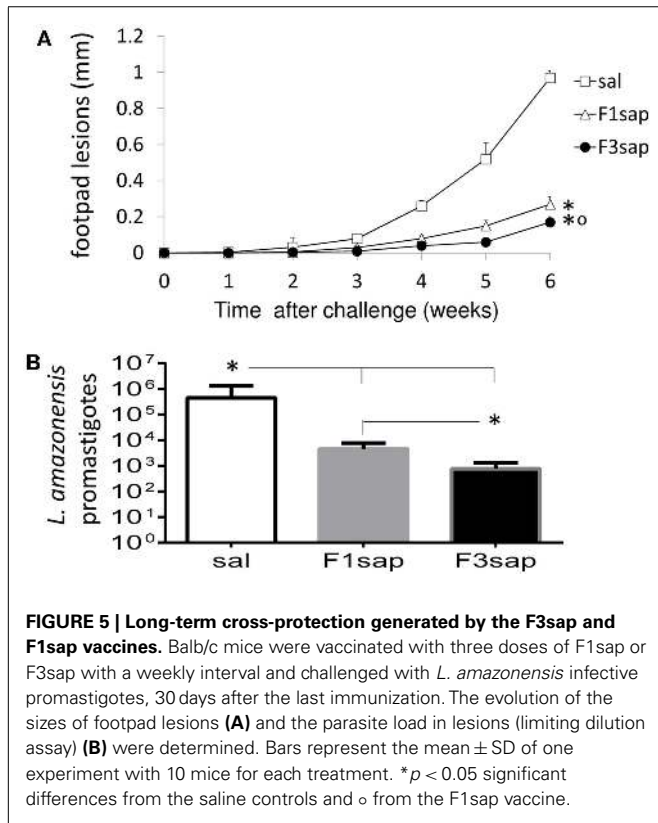 A
1.2
1
0.8
0.6
0.4
0.2
0
footpad lesions (mm)
sal
F1sap
F3sap
*
*o
0 1 2 3 4 5 6
Time after challenge (weeks)
B
10⁷
10⁶
10⁵
10⁴
10³
10²
10¹
10⁰
L. amazonensis
promastigotes
*
*
sal F1sap F3sap
FIGURE 5 | Long-term cross-protection generated by the F3sap and
F1sap vaccines. Balb/c mice were vaccinated with three doses of F1sap or
F3sap with a weekly interval and challenged with L. amazonensis infective
promastigotes, 30 days after the last immunization. The evolution of the
sizes of footpad lesions (A) and the parasite load in lesions (limiting dilution
assay) (B) were determined. Bars represent the mean ± SD of one
experiment with 10 mice for each treatment. *p < 0.05 significant
differences from the saline controls and ○ from the F1sap vaccine.